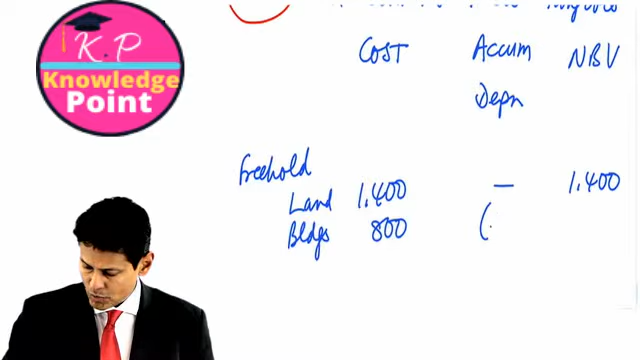 K.P
Knowledge
Point
COST Accum NBV
Depn
Freehold
Land 1,400 — 1,400
Bldgs 800 (